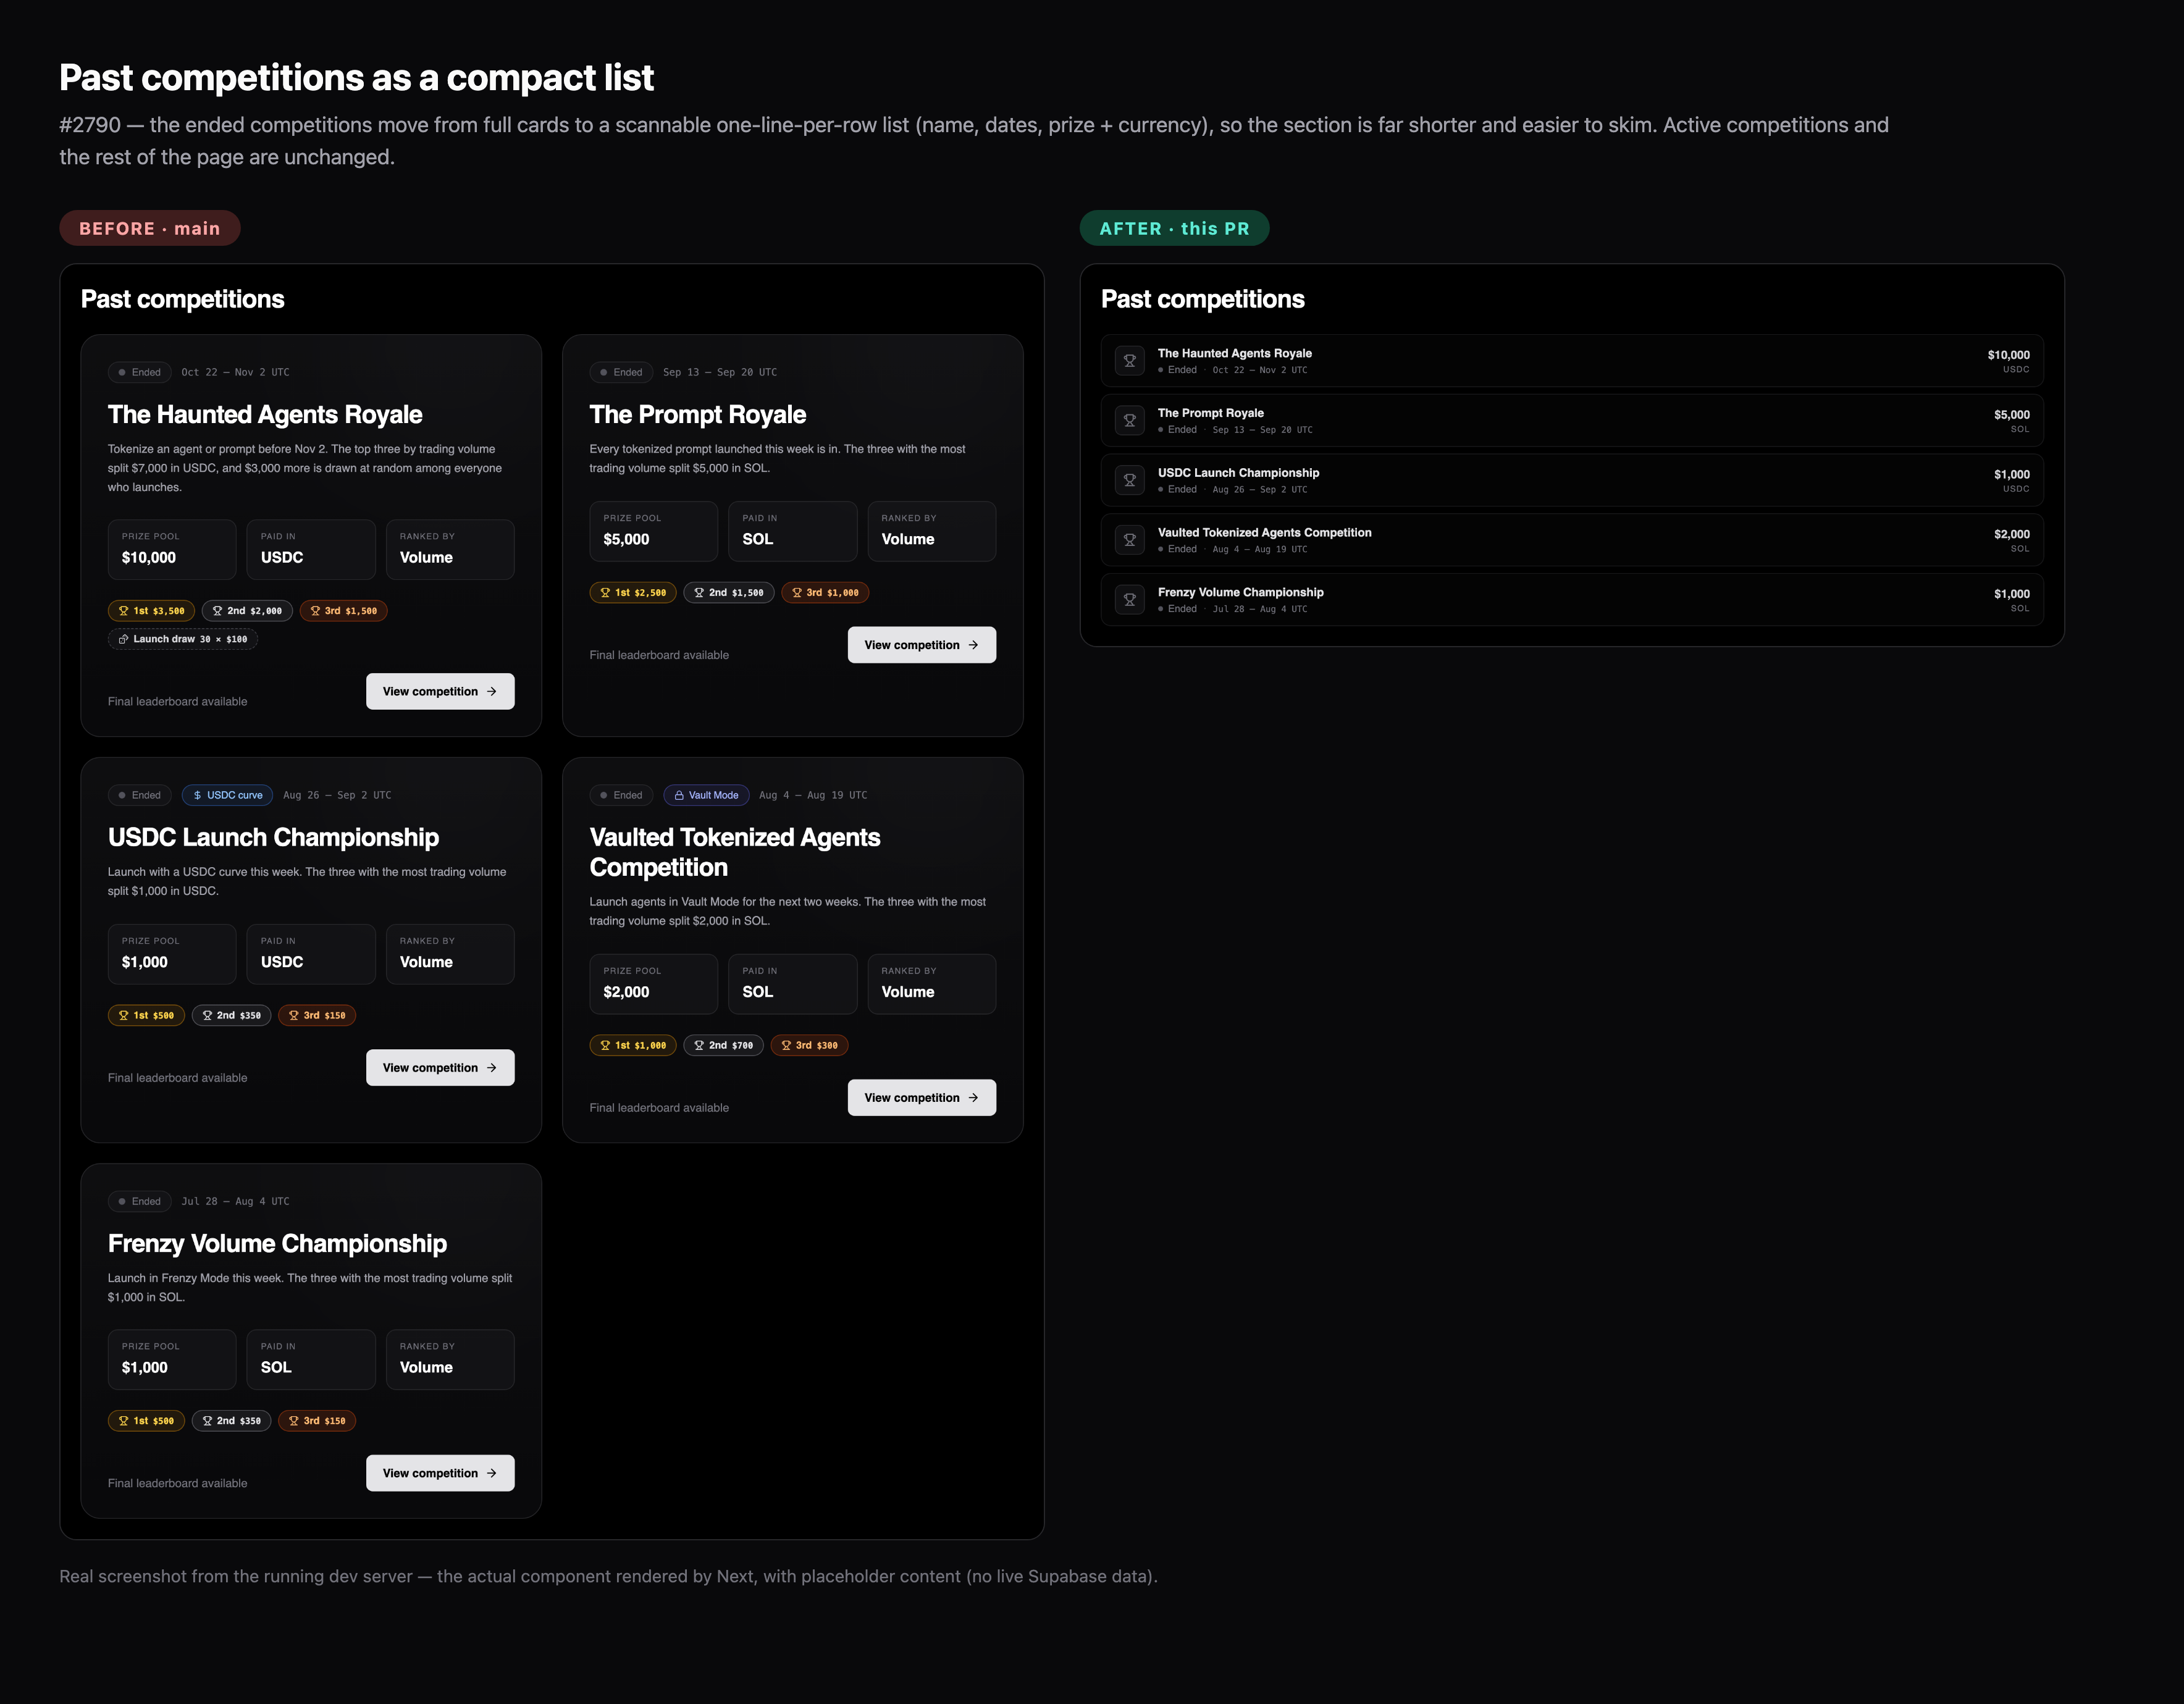 Past competitions as a compact list
#2790 — the ended competitions move from full cards to a scannable one-line-per-row list (name, dates, prize + currency), so the section is far shorter and easier to skim. Active competitions and
the rest of the page are unchanged.
BEFORE · main
Past competitions
Ended Oct 22 – Nov 2 UTC
The Haunted Agents Royale
Tokenize an agent or prompt before Nov 2. The top three by trading volume
split $7,000 in USDC, and $3,000 more is drawn at random among everyone
who launches.
PRIZE POOL PAID IN RANKED BY
$10,000 USDC Volume
1st $3,500 2nd $2,000 3rd $1,500
Launch draw 30 × $100
Final leaderboard available View competition →
Ended Sep 13 – Sep 20 UTC
The Prompt Royale
Every tokenized prompt launched this week is in. The three with the most
trading volume split $5,000 in SOL.
PRIZE POOL PAID IN RANKED BY
$5,000 SOL Volume
1st $2,500 2nd $1,500 3rd $1,000
Final leaderboard available View competition →
Ended USDC curve Aug 26 – Sep 2 UTC
USDC Launch Championship
Launch with a USDC curve this week. The three with the most trading volume
split $1,000 in USDC.
PRIZE POOL PAID IN RANKED BY
$1,000 USDC Volume
1st $500 2nd $350 3rd $150
Final leaderboard available View competition →
Ended Vault Mode Aug 4 – Aug 19 UTC
Vaulted Tokenized Agents
Competition
Launch agents in Vault Mode for the next two weeks. The three with the most
trading volume split $2,000 in SOL.
PRIZE POOL PAID IN RANKED BY
$2,000 SOL Volume
1st $1,000 2nd $700 3rd $300
Final leaderboard available View competition →
Ended Jul 28 – Aug 4 UTC
Frenzy Volume Championship
Launch in Frenzy Mode this week. The three with the most trading volume split
$1,000 in SOL.
PRIZE POOL PAID IN RANKED BY
$1,000 SOL Volume
1st $500 2nd $350 3rd $150
Final leaderboard available View competition →
AFTER · this PR
Past competitions
The Haunted Agents Royale $10,000
Ended · Oct 22 – Nov 2 UTC USDC
The Prompt Royale $5,000
Ended · Sep 13 – Sep 20 UTC SOL
USDC Launch Championship $1,000
Ended · Aug 26 – Sep 2 UTC USDC
Vaulted Tokenized Agents Competition $2,000
Ended · Aug 4 – Aug 19 UTC SOL
Frenzy Volume Championship $1,000
Ended · Jul 28 – Aug 4 UTC SOL
Real screenshot from the running dev server — the actual component rendered by Next, with placeholder content (no live Supabase data).